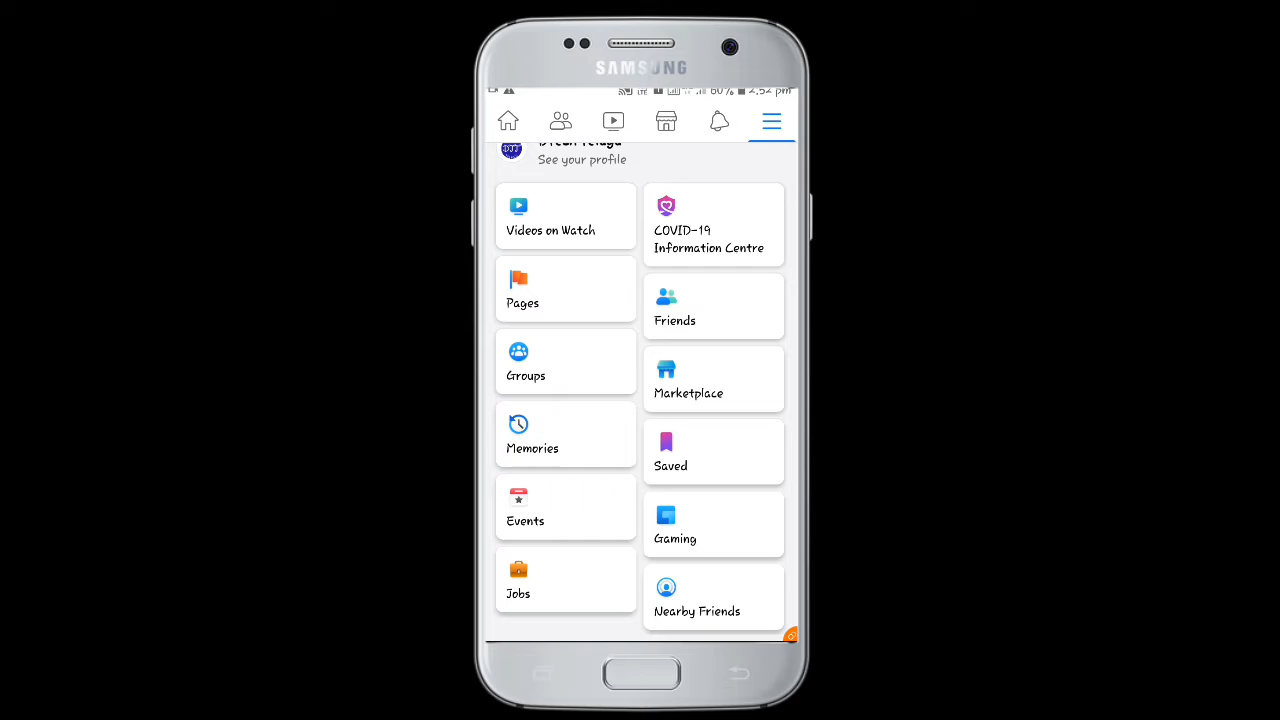 SAMSUNG
60% 2:52 pm
See your profile
Videos on Watch
COVID-19
Information Centre
Pages
Friends
Groups
Marketplace
Memories
Saved
Events
Gaming
Jobs
Nearby Friends